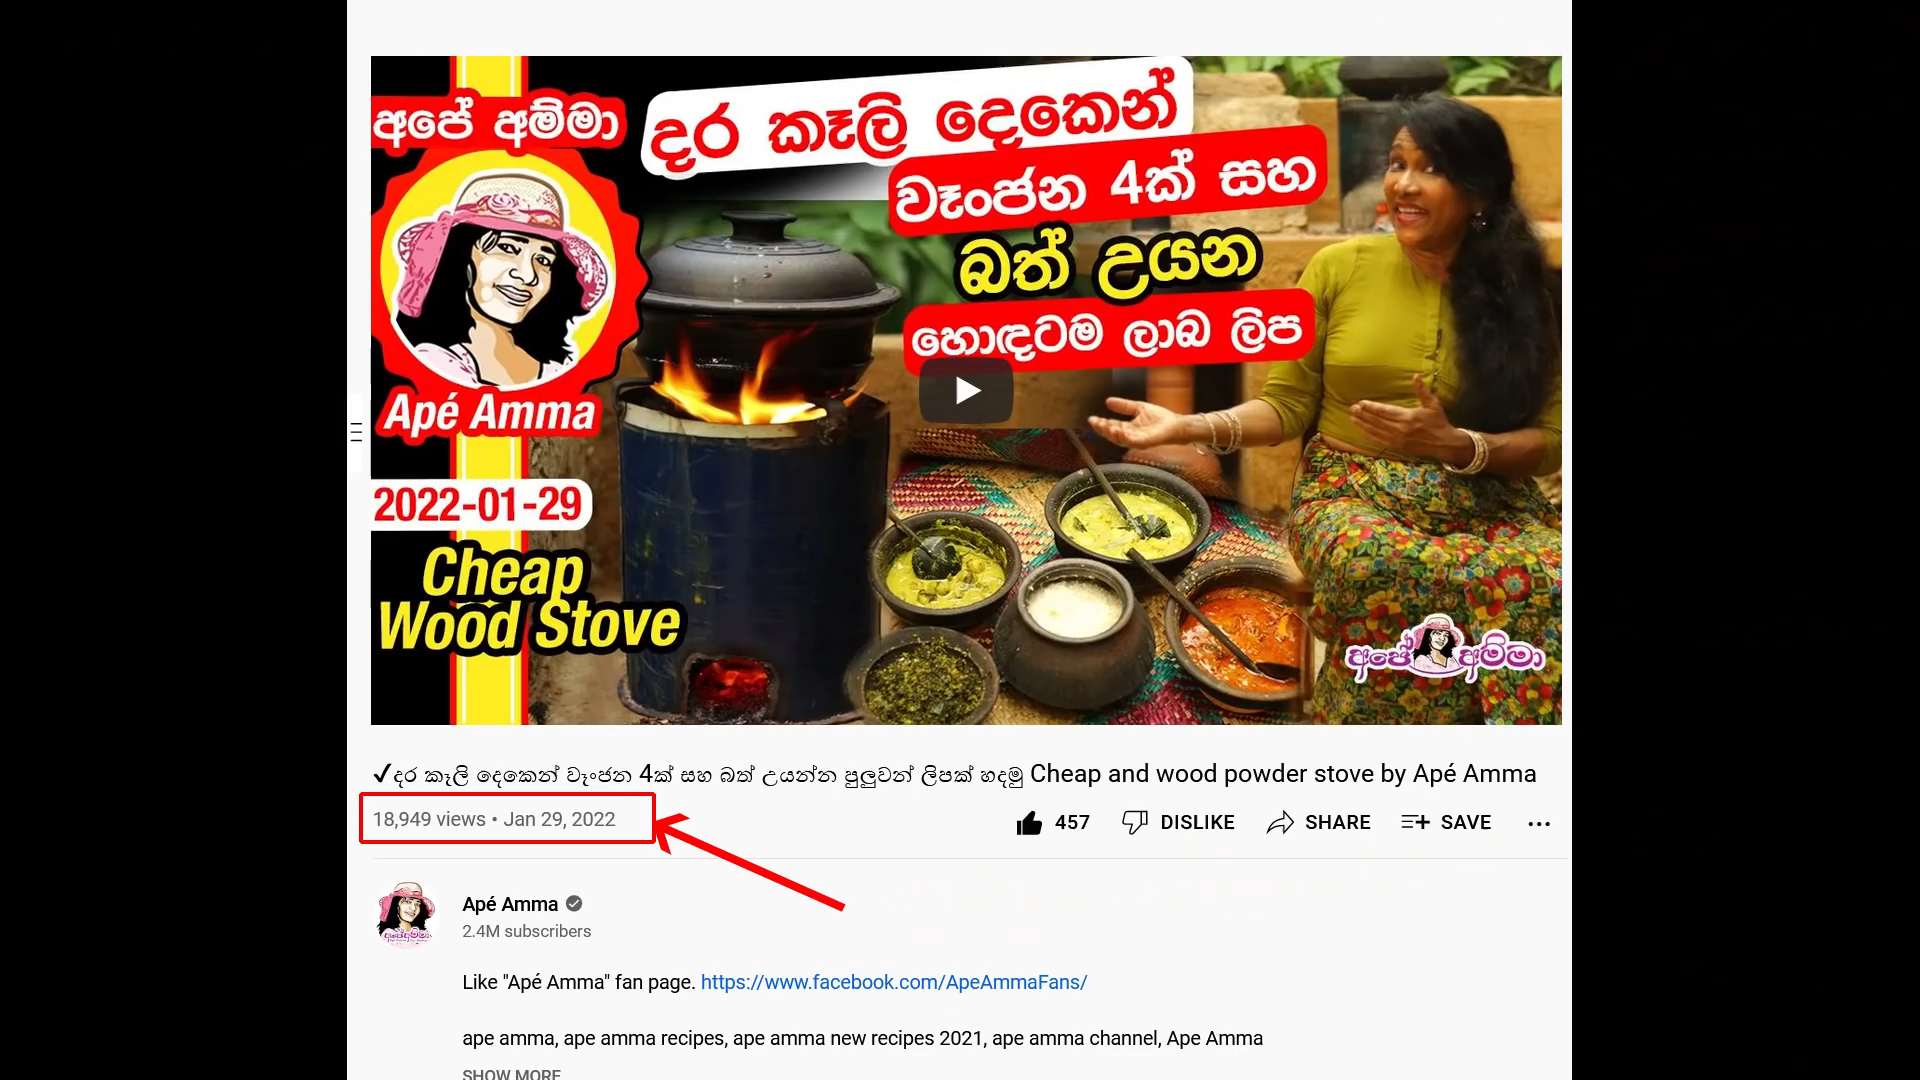 අපේ අම්මා
දර කෑලි දෙකෙන්
වෑංජන 4ක් සහ
බත් උයන
හොඳටම ලාබ ලිප
Apé Amma
2022-01-29
Cheap
Wood Stove
අපේ අම්මා
✓දර කෑලි දෙකෙන් වෑංජන 4ක් සහ බත් උයන්න පුලුවන් ලිපක් හදමු Cheap and wood powder stove by Apé Amma
18,949 views • Jan 29, 2022
457 DISLIKE SHARE SAVE ...
Apé Amma
2.4M subscribers
Like "Apé Amma" fan page. https://www.facebook.com/ApeAmmaFans/
ape amma, ape amma recipes, ape amma new recipes 2021, ape amma channel, Ape Amma
SHOW MORE